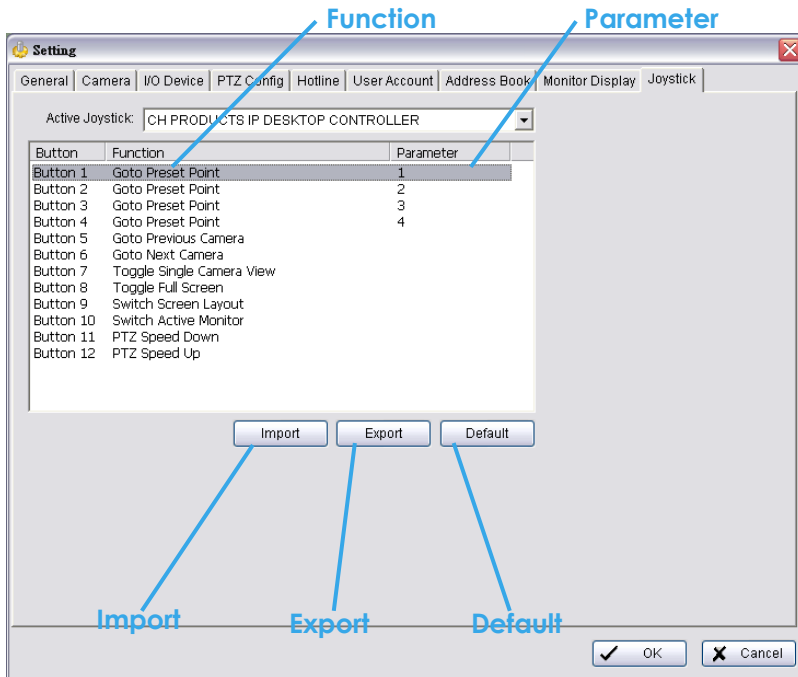 Function Parameter
Setting
General Camera I/O Device PTZ Config Hotline User Account Address Book Monitor Display Joystick
Active Joystick: CH PRODUCTS IP DESKTOP CONTROLLER
Button Function Parameter
Button 1 Goto Preset Point 1
Button 2 Goto Preset Point 2
Button 3 Goto Preset Point 3
Button 4 Goto Preset Point 4
Button 5 Goto Previous Camera
Button 6 Goto Next Camera
Button 7 Toggle Single Camera View
Button 8 Toggle Full Screen
Button 9 Switch Screen Layout
Button 10 Switch Active Monitor
Button 11 PTZ Speed Down
Button 12 PTZ Speed Up
Import Export Default
Import Export Default
OK Cancel